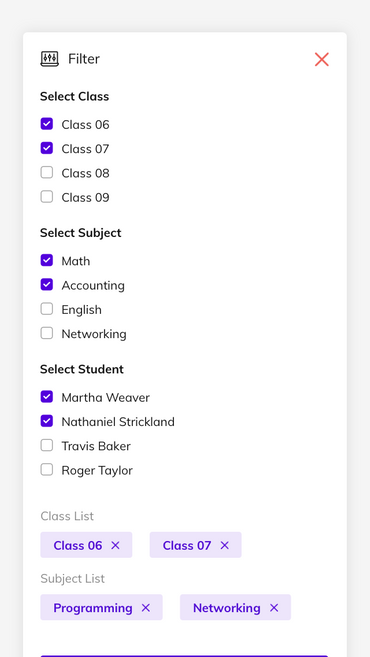 Filter
Select Class
Class 06
Class 07
Class 08
Class 09
Select Subject
Math
Accounting
English
Networking
Select Student
Martha Weaver
Nathaniel Strickland
Travis Baker
Roger Taylor
Class List
Class 06 Class 07
Subject List
Programming Networking